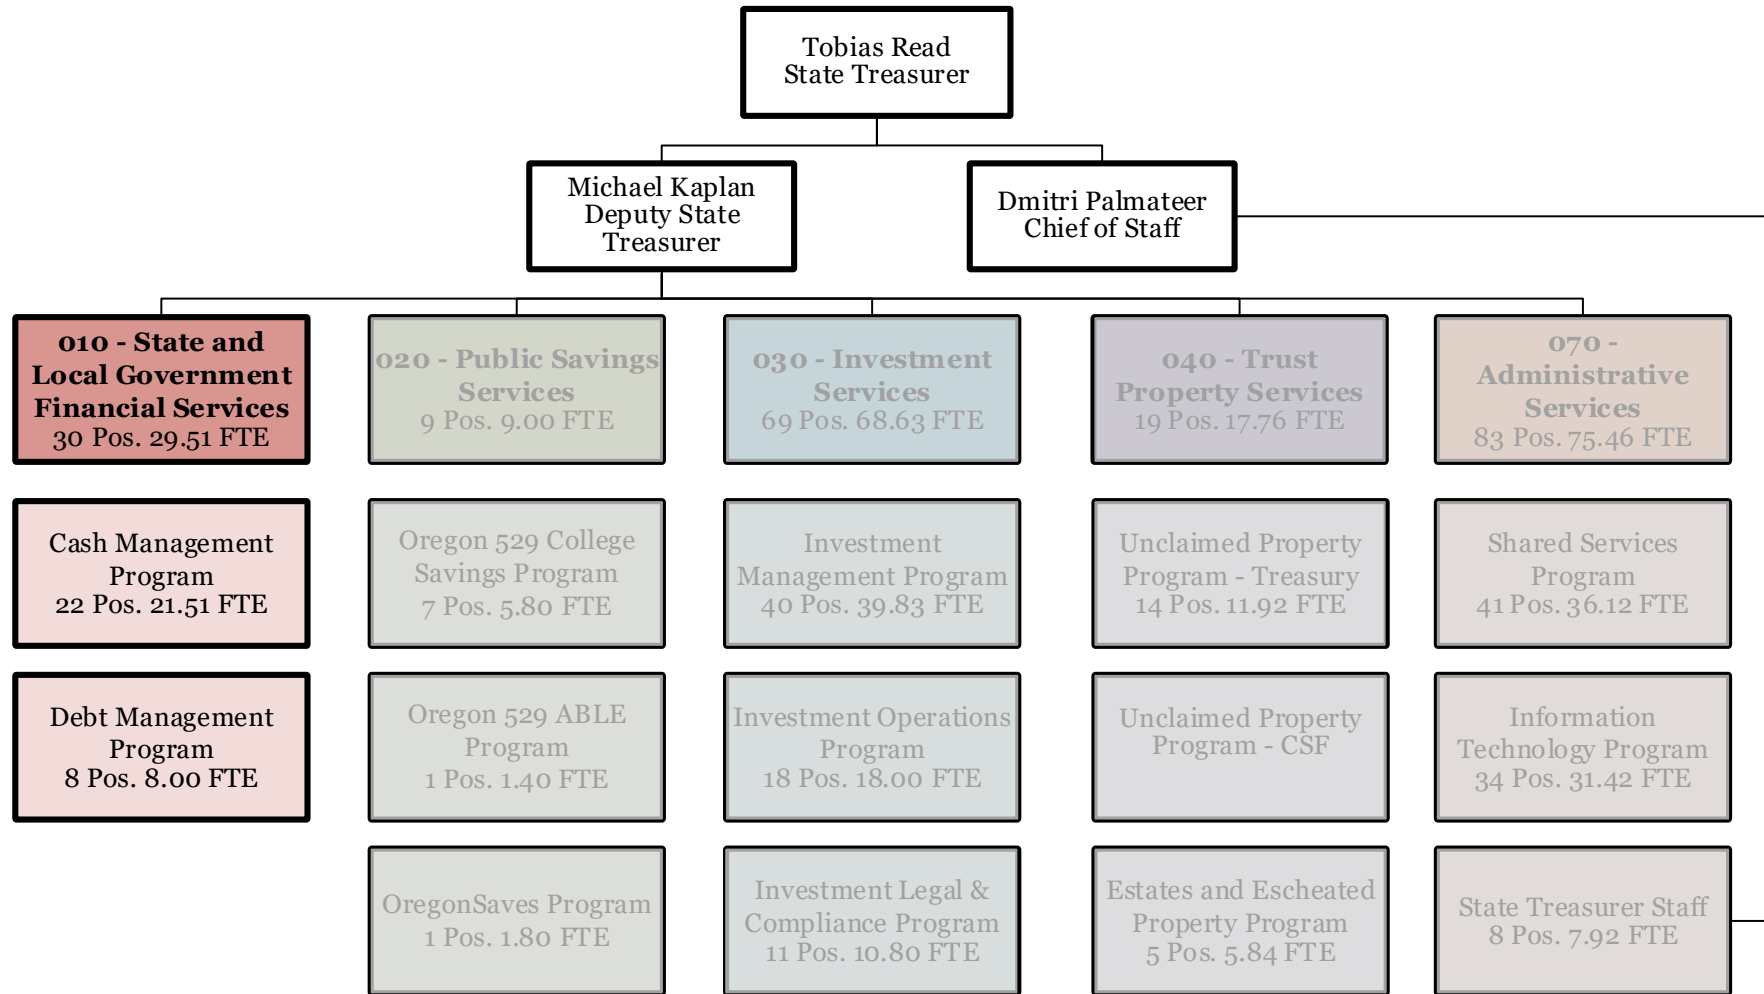 Tobias Read
State Treasurer
Michael Kaplan
Deputy State
Treasurer
Dmitri Palmateer
Chief of Staff
010 - State and
Local Government
Financial Services
30 Pos. 29.51 FTE
020 - Public Savings
Services
9 Pos. 9.00 FTE
030 - Investment
Services
69 Pos. 68.63 FTE
040 - Trust
Property Services
19 Pos. 17.76 FTE
070 -
Administrative
Services
83 Pos. 75.46 FTE
Cash Management
Program
22 Pos. 21.51 FTE
Oregon 529 College
Savings Program
7 Pos. 5.80 FTE
Investment
Management Program
40 Pos. 39.83 FTE
Unclaimed Property
Program - Treasury
14 Pos. 11.92 FTE
Shared Services
Program
41 Pos. 36.12 FTE
Debt Management
Program
8 Pos. 8.00 FTE
Oregon 529 ABLE
Program
1 Pos. 1.40 FTE
Investment Operations
Program
18 Pos. 18.00 FTE
Unclaimed Property
Program - CSF
Information
Technology Program
34 Pos. 31.42 FTE
OregonSaves Program
1 Pos. 1.80 FTE
Investment Legal &
Compliance Program
11 Pos. 10.80 FTE
Estates and Escheated
Property Program
5 Pos. 5.84 FTE
State Treasurer Staff
8 Pos. 7.92 FTE